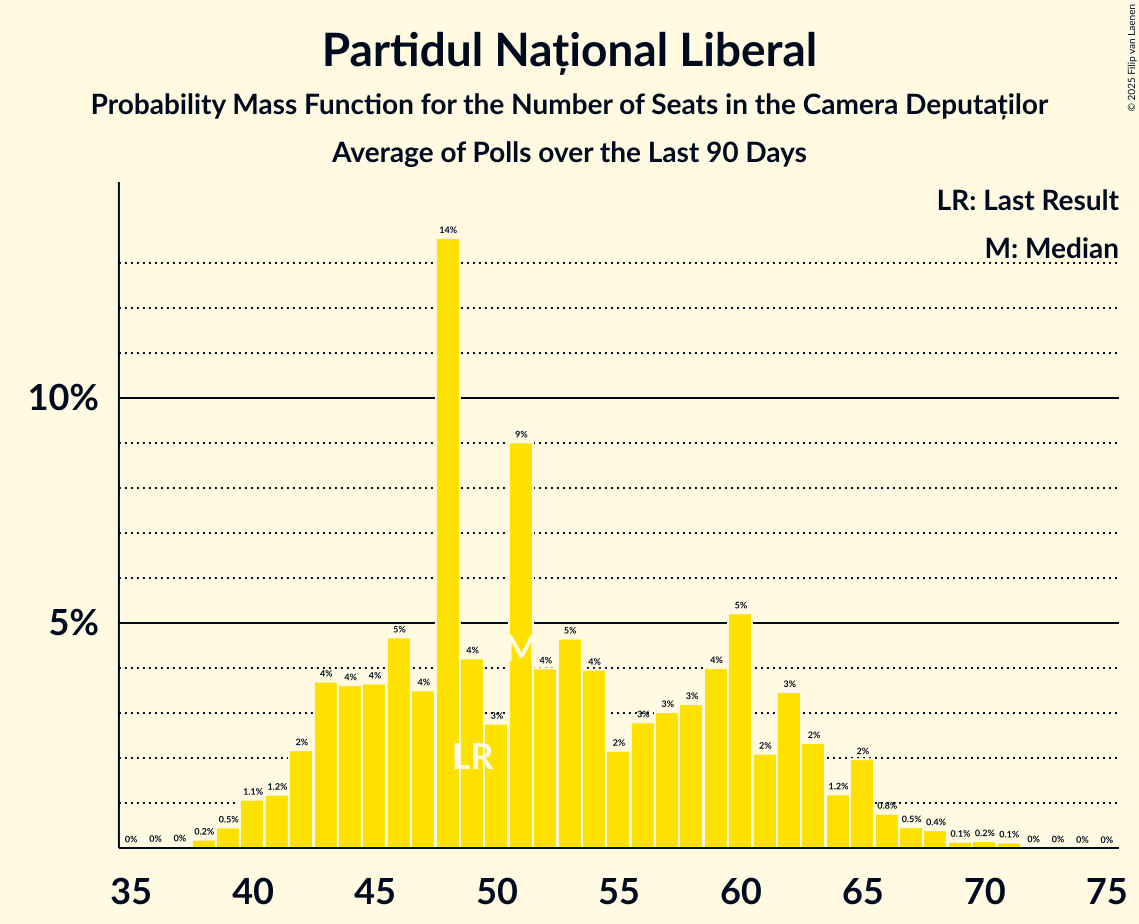 Partidul Național Liberal
Probability Mass Function for the Number of Seats in the Camera Deputaților
Average of Polls over the Last 90 Days
© 2025 Filip van Laenen
LR: Last Result
M: Median
10%
5%
0% 0% 0% 0.2% 0.5% 1.1% 1.2% 2% 4% 4% 4% 5% 4% 14% 4% 3% 9% 4% 5% 4% 2% 3% 3% 3% 4% 5% 2% 3% 2% 1.2% 2% 0.8% 0.5% 0.4% 0.1% 0.2% 0.1% 0% 0% 0% 0%
M
LR
35 40 45 50 55 60 65 70 75